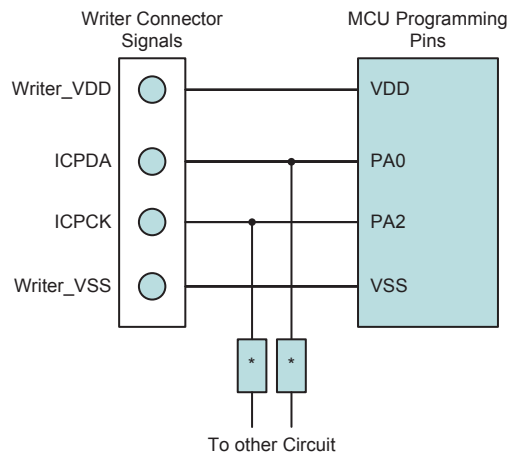 Writer Connector
Signals
MCU Programming
Pins
Writer_VDD
VDD
ICPDA
PA0
ICPCK
PA2
Writer_VSS
VSS
*
*
To other Circuit